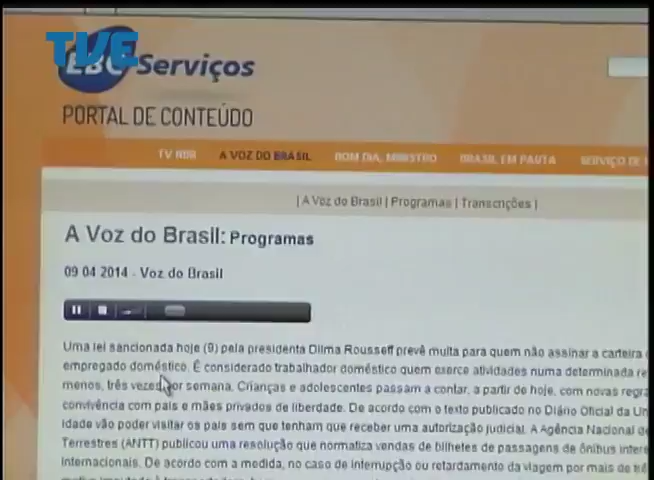 TVE
EBC Serviços
PORTAL DE CONTEÚDO
TV NBR A VOZ DO BRASIL BOM DIA, MINISTRO BRASIL EM PAUTA SERVIÇO DE
| A Voz do Brasil | Programas | Transcrições |
A Voz do Brasil: Programas
09 04 2014 - Voz do Brasil
Uma lei sancionada hoje (9) pela presidenta Dilma Rousseff prevê multa para quem não assinar a carteira
empregado doméstico. É considerado trabalhador doméstico quem exerce atividades numa determinada
menos, três vezes por semana. Crianças e adolescentes passam a contar, a partir de hoje, com novas
convivência com pais e mães privados de liberdade. De acordo com o texto publicado no Diário Oficial da
idade vão poder visitar os pais sem que tenham que receber uma autorização judicial. A Agência Nacional
Terrestres (ANTT) publicou uma resolução que normatiza vendas de bilhetes de passagens de ônibus
internacionais. De acordo com a medida, no caso de interrupção ou retardamento da viagem por mais de